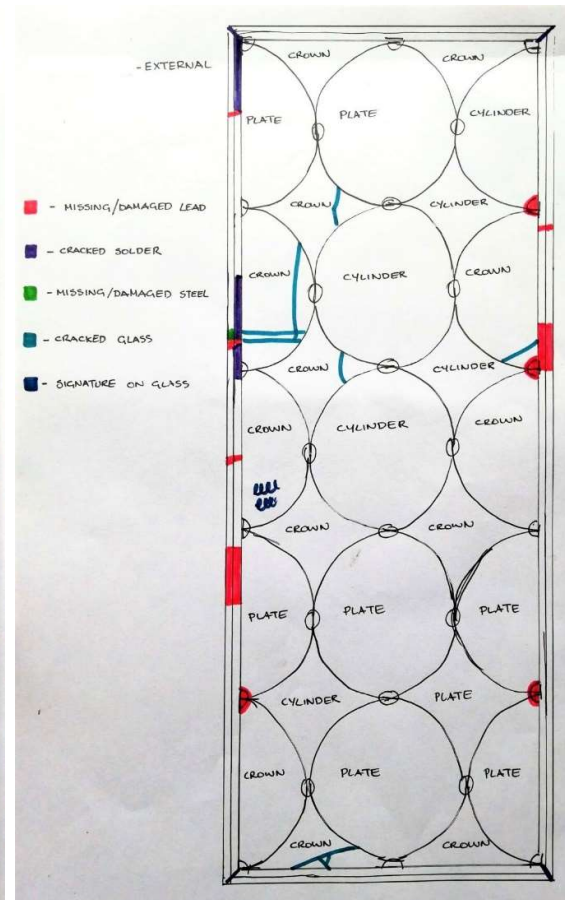 - EXTERNAL
- MISSING/DAMAGED LEAD
- CRACKED SOLDER
- MISSING/DAMAGED STEEL
- CRACKED GLASS
- SIGNATURE ON GLASS
CROWN CROWN
PLATE PLATE CYLINDER
CROWN CYLINDER
CROWN CYLINDER CROWN
CROWN CYLINDER
CROWN CYLINDER CROWN
CROWN CROWN
PLATE PLATE PLATE
CYLINDER PLATE
CROWN PLATE PLATE
CROWN CROWN